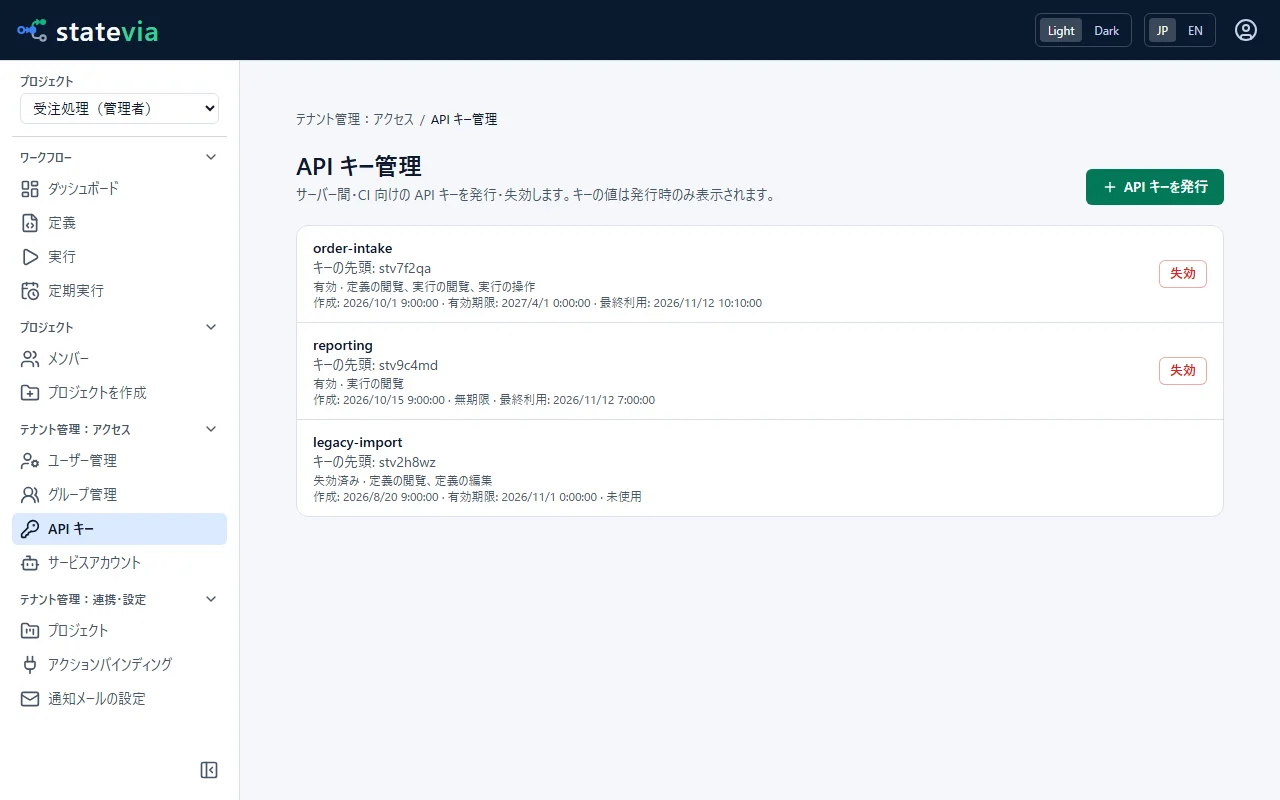 statevia
Light Dark
JP EN
プロジェクト
受注処理（管理者）
ワークフロー
ダッシュボード
定義
実行
定期実行
プロジェクト
メンバー
プロジェクトを作成
テナント管理：アクセス
ユーザー管理
グループ管理
API キー
サービスアカウント
テナント管理：連携・設定
プロジェクト
アクションバインディング
通知メールの設定
テナント管理：アクセス / API キー管理
API キー管理
サーバー間・CI 向けの API キーを発行・失効します。キーの値は発行時のみ表示されます。
＋ API キーを発行
order-intake
キーの先頭: stv7f2qa
有効 · 定義の閲覧、実行の閲覧、実行の操作
作成: 2026/10/1 9:00:00 · 有効期限: 2027/4/1 0:00:00 · 最終利用: 2026/11/12 10:10:00
失効
reporting
キーの先頭: stv9c4md
有効 · 実行の閲覧
作成: 2026/10/15 9:00:00 · 無期限 · 最終利用: 2026/11/12 7:00:00
失効
legacy-import
キーの先頭: stv2h8wz
失効済み · 定義の閲覧、定義の編集
作成: 2026/8/20 9:00:00 · 有効期限: 2026/11/1 0:00:00 · 未使用